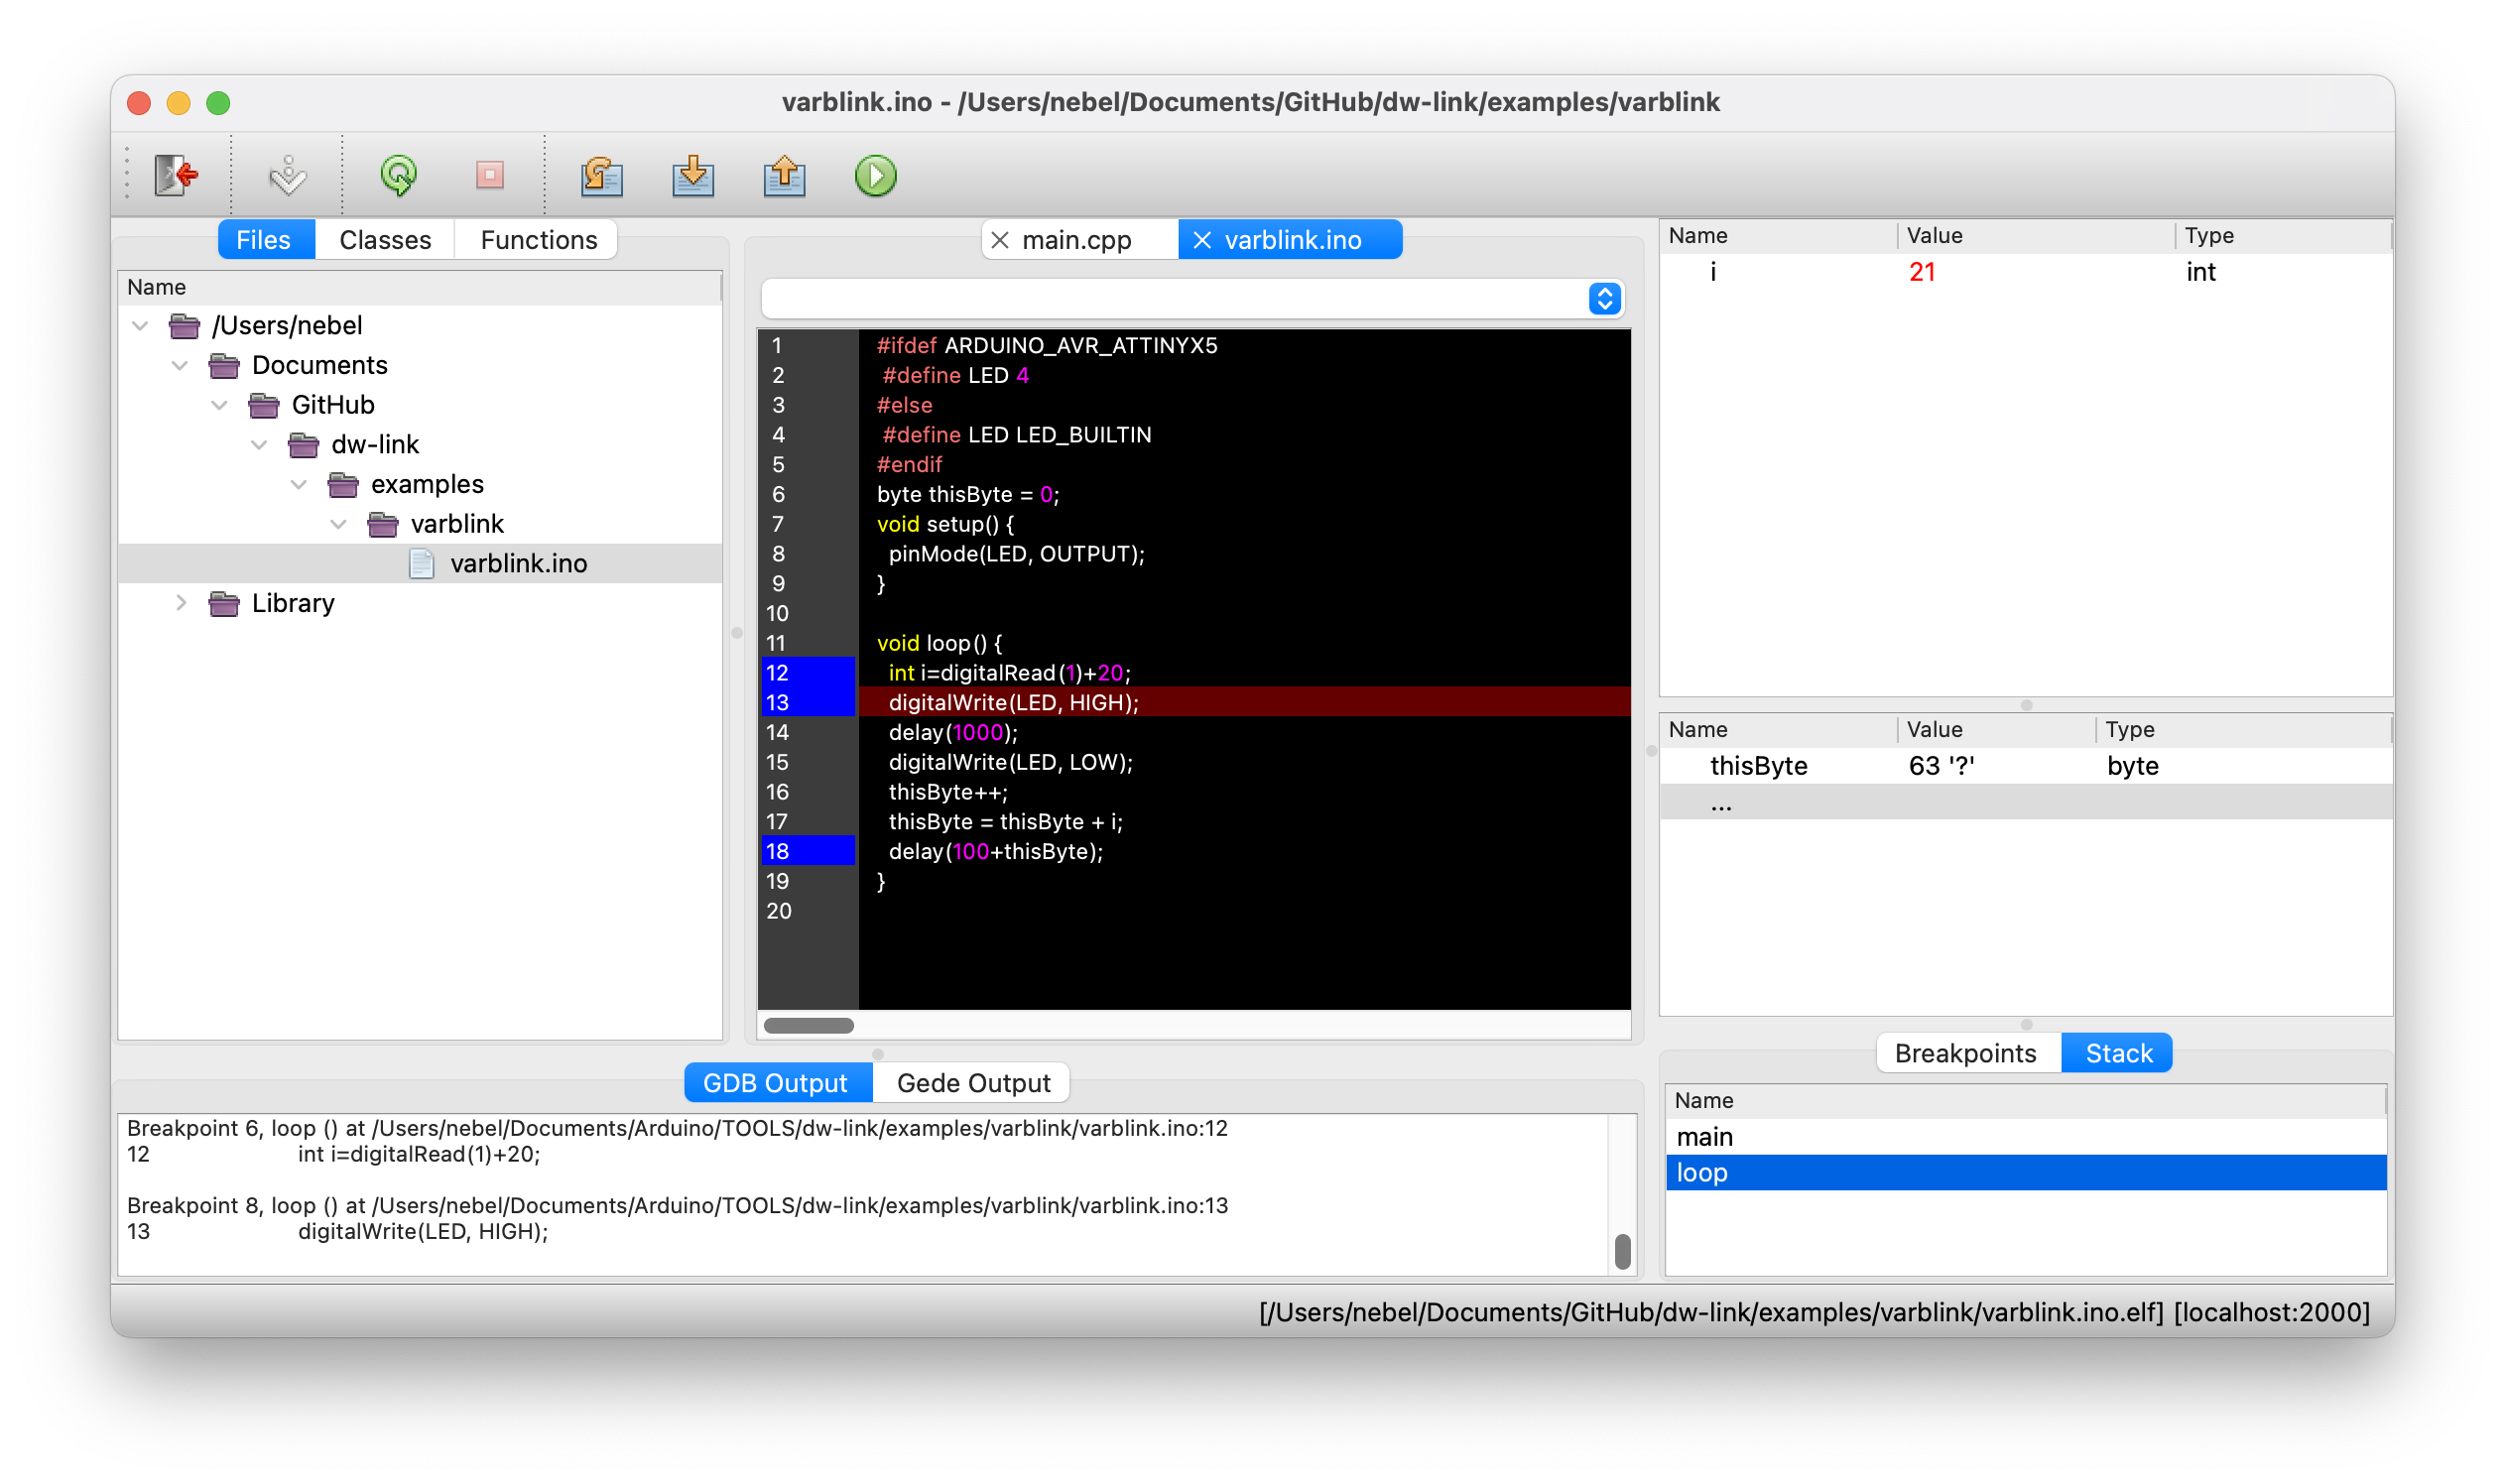 varblink.ino - /Users/nebel/Documents/GitHub/dw-link/examples/varblink
Files Classes Functions
Name
/Users/nebel
Documents
GitHub
dw-link
examples
varblink
varblink.ino
Library
main.cpp varblink.ino
1 #ifdef ARDUINO_AVR_ATTINYX5
2 #define LED 4
3 #else
4 #define LED LED_BUILTIN
5 #endif
6 byte thisByte = 0;
7 void setup() {
8 pinMode(LED, OUTPUT);
9 }
10
11 void loop() {
12 int i=digitalRead(1)+20;
13 digitalWrite(LED, HIGH);
14 delay(1000);
15 digitalWrite(LED, LOW);
16 thisByte++;
17 thisByte = thisByte + i;
18 delay(100+thisByte);
19 }
20
Name Value Type
i 21 int
Name Value Type
thisByte 63 '?' byte
...
Breakpoints Stack
Name
main
loop
GDB Output Gede Output
Breakpoint 6, loop () at /Users/nebel/Documents/Arduino/TOOLS/dw-link/examples/varblink/varblink.ino:12
12 int i=digitalRead(1)+20;
Breakpoint 8, loop () at /Users/nebel/Documents/Arduino/TOOLS/dw-link/examples/varblink/varblink.ino:13
13 digitalWrite(LED, HIGH);
[/Users/nebel/Documents/GitHub/dw-link/examples/varblink/varblink.ino.elf] [localhost:2000]